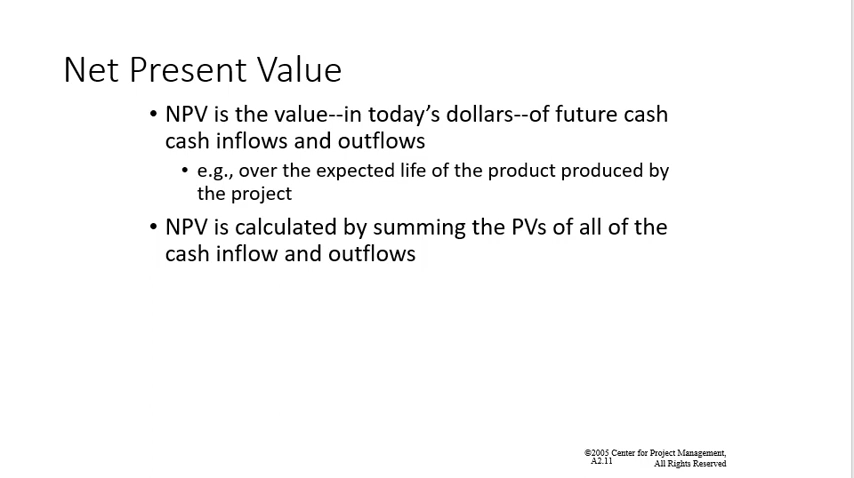 Net Present Value
• NPV is the value--in today's dollars--of future cash
cash inflows and outflows
• e.g., over the expected life of the product produced by
the project
• NPV is calculated by summing the PVs of all of the
cash inflow and outflows
©2005 Center for Project Management,
A2.11 All Rights Reserved